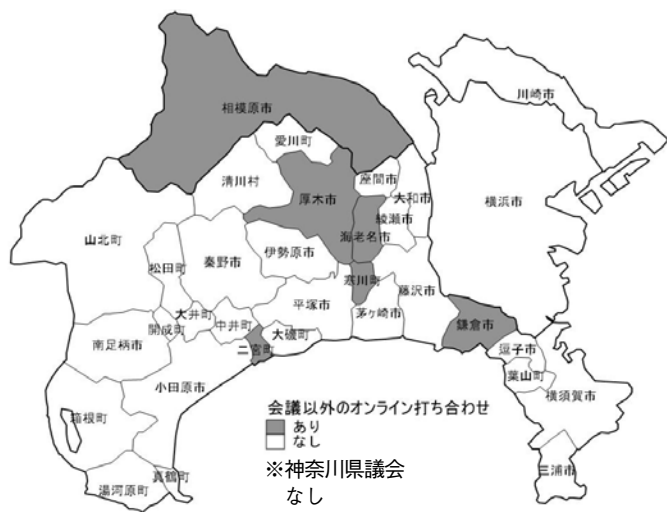 川崎市
相模原市
愛川町
座間市
清川村
厚木市
大和市
横浜市
綾瀬市
海老名市
山北町
秦野市
伊勢原市
松田町
寒川町
藤沢市
平塚市
大井町
茅ヶ崎市
鎌倉市
開成町
中井町
大磯町
南足柄市
二宮町
逗子市
葉山町
小田原市
横須賀市
箱根町
会議以外のオンライン打ち合わせ
あり
なし
※神奈川県議会
なし
三浦市
真鶴町
湯河原町